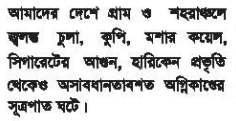 আমাদের দেশে গ্রাম ও শহরাঞ্চলে
জ্বলন্ত চুলা, কুপি, মশার কয়েল,
সিগারেটের আগুন, হারিকেন প্রভৃতি
থেকেও অসাবধানতাবশত অগ্নিকাণ্ডের
সূত্রপাত ঘটে।